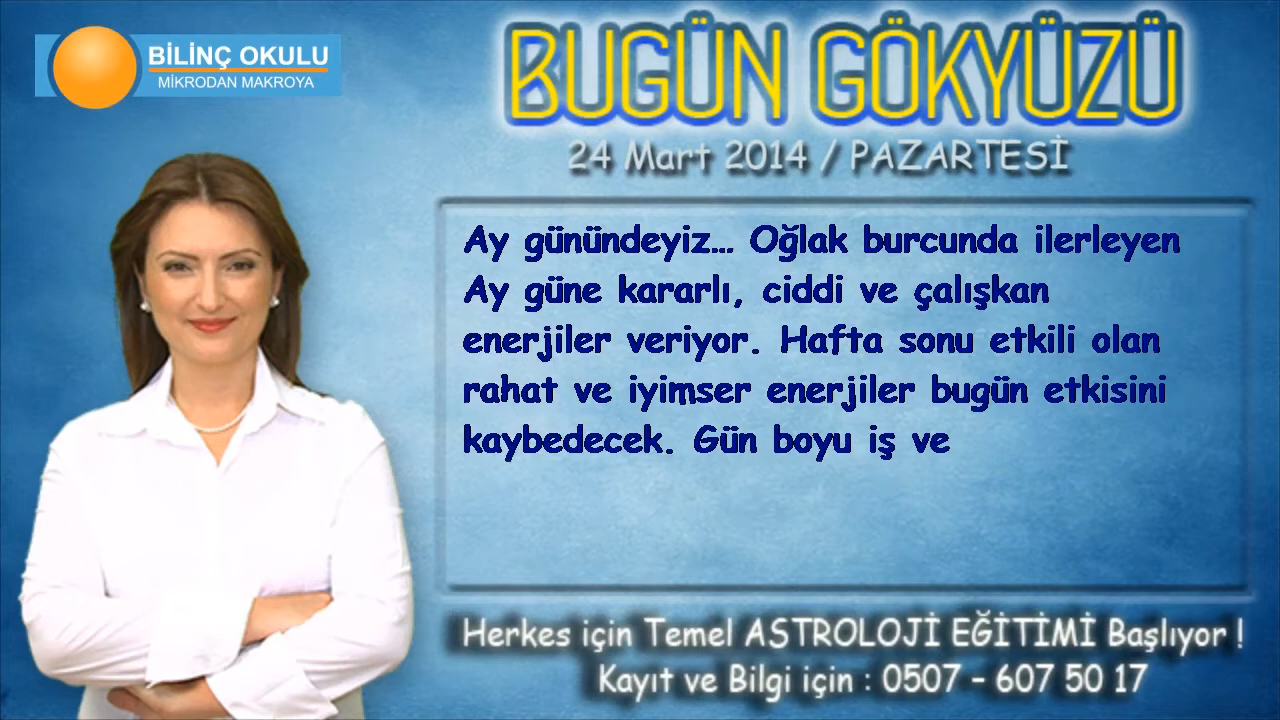 BİLİNÇ OKULU
MİKRODAN MAKROYA
BUGÜN GÖKYÜZÜ
24 Mart 2014 / PAZARTESİ
Ay günündeyiz... Oğlak burcunda ilerleyen
Ay güne kararlı, ciddi ve çalışkan
enerjiler veriyor. Hafta sonu etkili olan
rahat ve iyimser enerjiler bugün etkisini
kaybedecek. Gün boyu iş ve
Herkes için Temel ASTROLOJİ EĞİTİMİ Başlıyor !
Kayıt ve Bilgi için : 0507 - 607 50 17